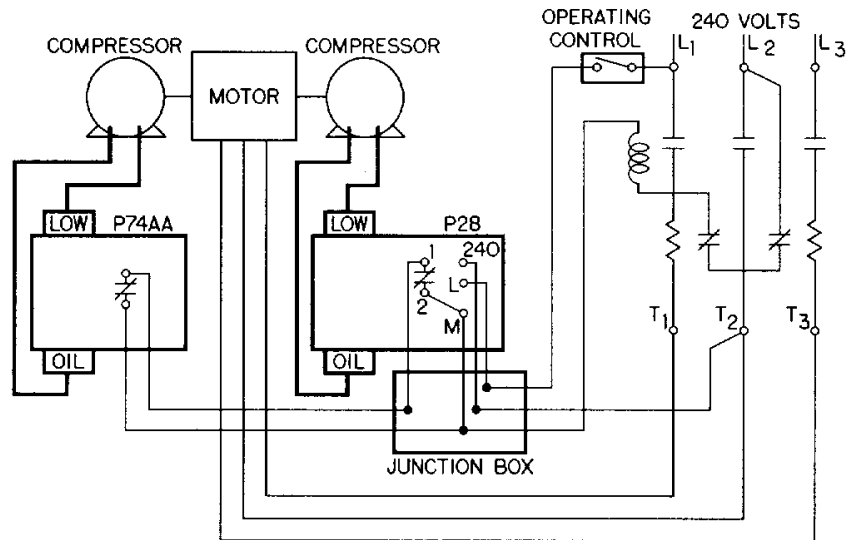 OPERATING
CONTROL
240 VOLTS
L1
L2
L3
COMPRESSOR
COMPRESSOR
MOTOR
LOW
P74AA
LOW
P28
1
240
L
2
M
T1
T2
T3
OIL
OIL
JUNCTION BOX